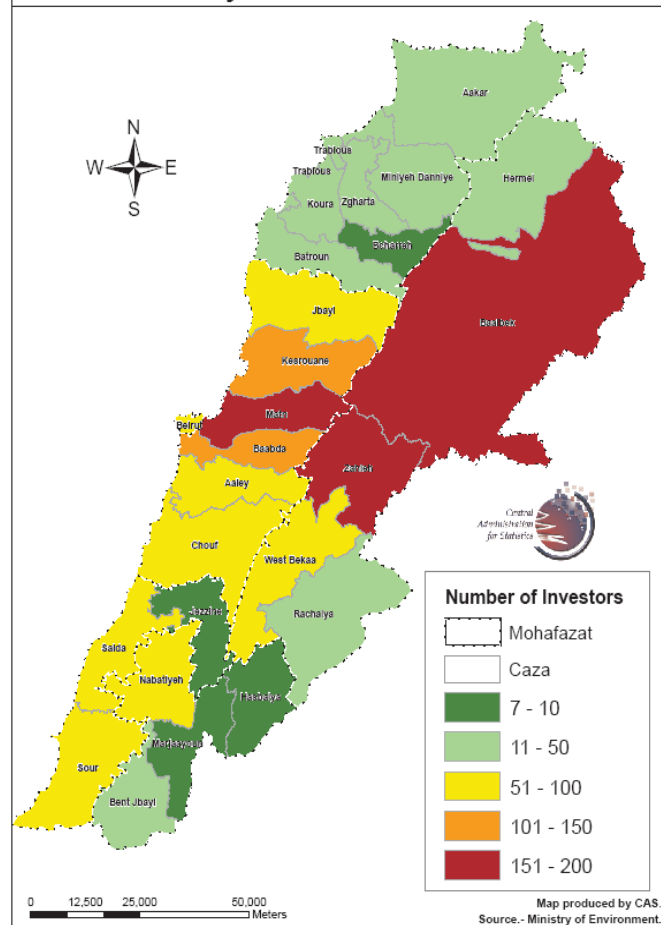 N
W E
S
Aakar
Trablous
Trablous
Miniyeh Danniye
Hermel
Koura
Zgharta
Bcharreh
Batroun
Jbayl
Baalbek
Kesrouane
Matn
Beirut
Baabda
Zahleh
Aaley
Chouf
West Bekaa
Rachaiya
Jezzine
Saida
Nabatiyeh
Hasbaiya
Marjaayoun
Sour
Bent Jbayl
Central
Administration
for Statistics
Number of Investors
Mohafazat
Caza
7 - 10
11 - 50
51 - 100
101 - 150
151 - 200
0 12,500 25,000 50,000
Meters
Map produced by CAS.
Source.- Ministry of Environment.